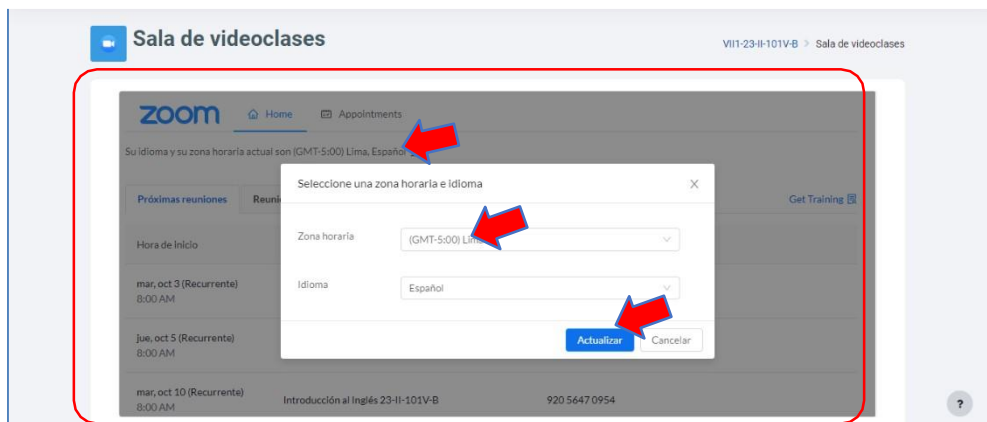 Sala de videoclases
VII1-23-II-101V-B > Sala de videoclases
zoom Home Appointments
Su idioma y su zona horaria actual son (GMT-5:00) Lima, Español
Seleccione una zona horaria e idioma
Próximas reuniones
Get Training
Zona horaria (GMT-5:00)
Hora de inicio
Idioma Español
mar, oct 3 (Recurrente)
8:00 AM
Actualizar Cancelar
jue, oct 5 (Recurrente)
8:00 AM
mar, oct 10 (Recurrente)
8:00 AM
Introducción al Inglés 23-II-101V-B 920 5647 0954
?